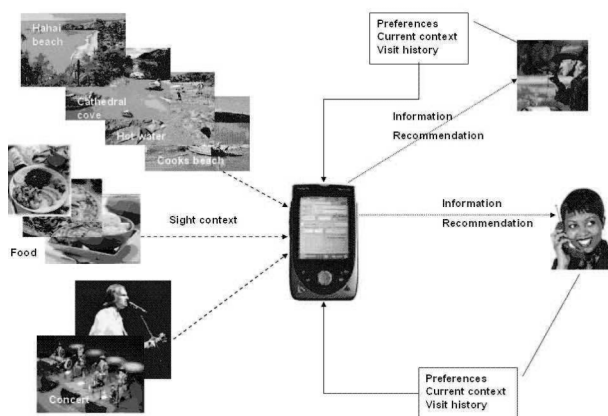 Hahai
beach
Cathedral
cove
Hot water
Cooks beach
Preferences
Current context
Visit history
Information
Recommendation
Food
Sight context
Information
Recommendation
Concert
Preferences
Current context
Visit history